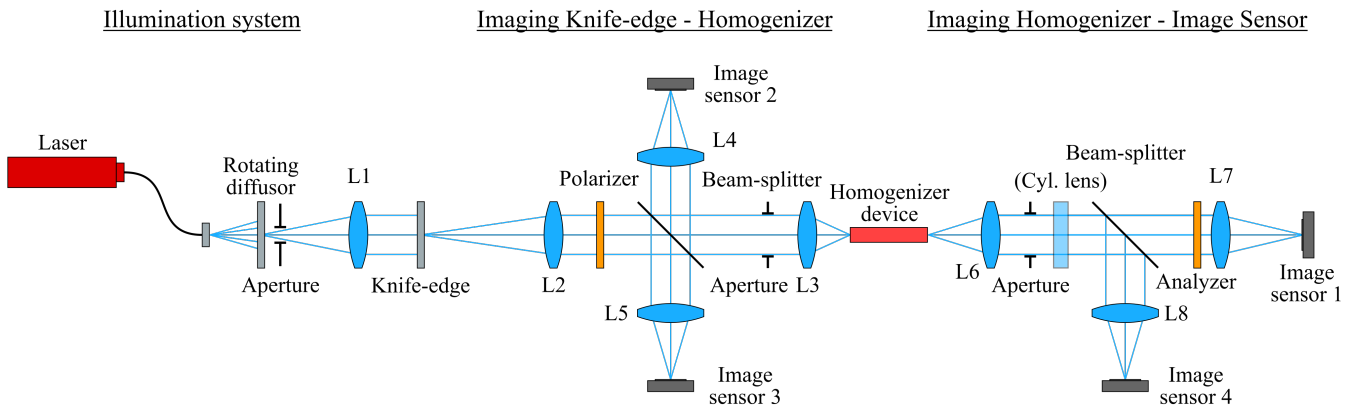 Illumination system
Imaging Knife-edge - Homogenizer
Imaging Homogenizer - Image Sensor
Laser
Rotating
diffusor
L1
Aperture
Knife-edge
L2
Polarizer
Image
sensor 2
L4
Beam-splitter
L5
Aperture
L3
Image
sensor 3
Homogenizer
device
L6
(Cyl. lens)
Aperture
Beam-splitter
L7
Analyzer
L8
Image
sensor 1
Image
sensor 4